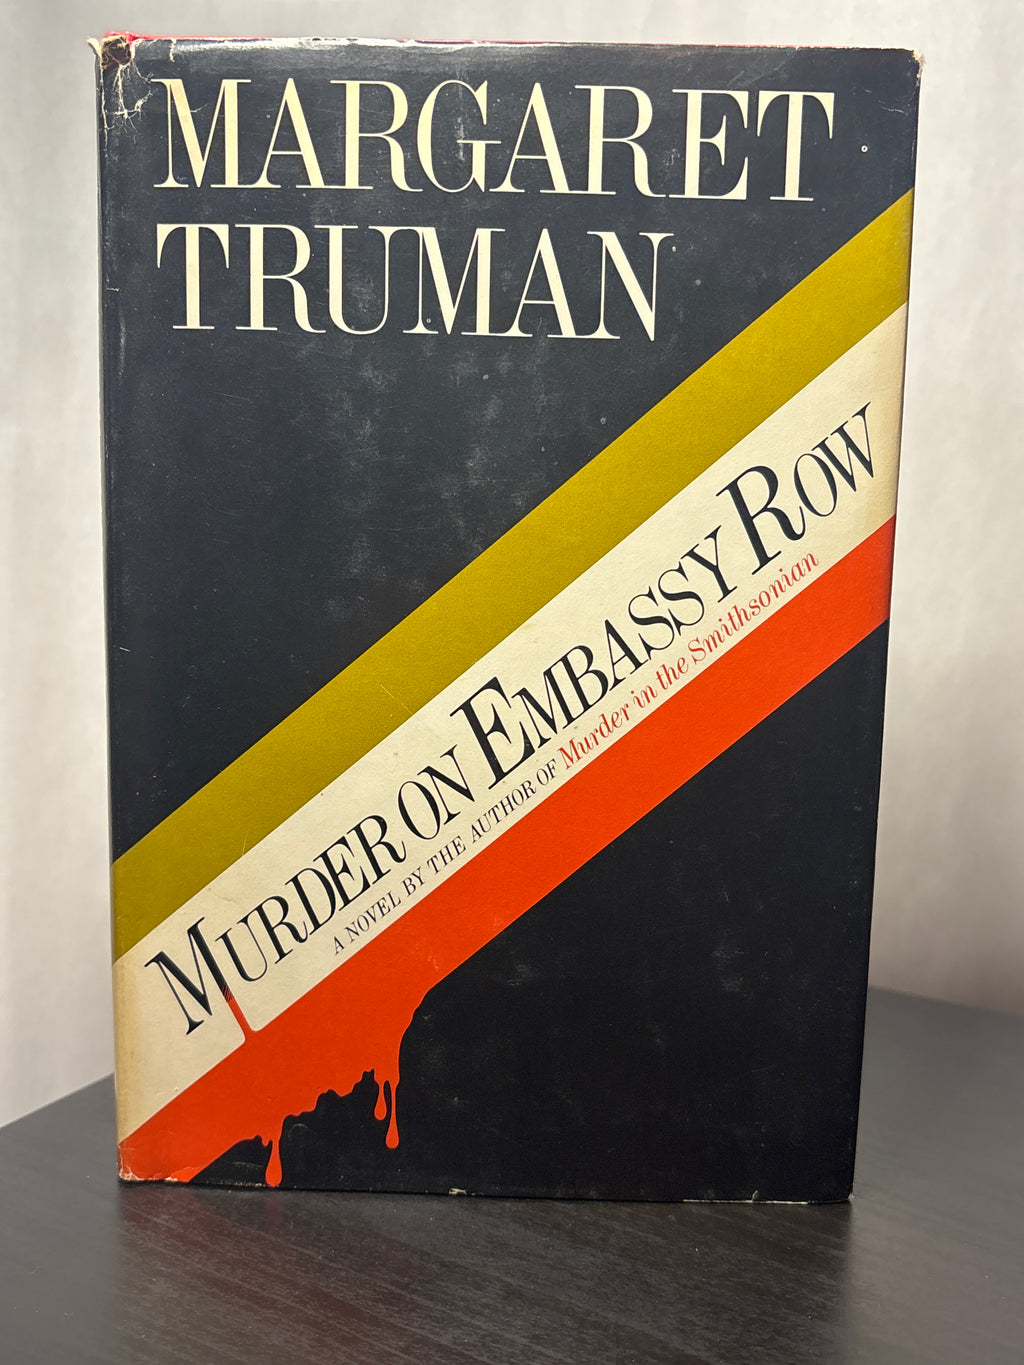 MARGARET
TRUMAN
MURDER ON EMBASSY ROW
A NOVEL BY THE AUTHOR OF Murder in the Smithsonian